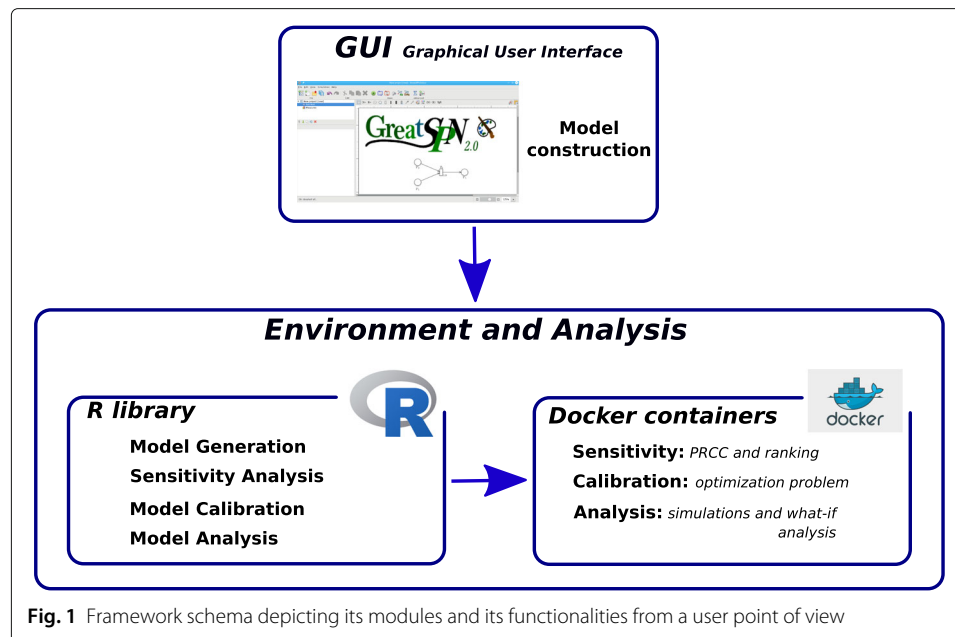 GUI Graphical User Interface
GreatSPN
2.0
Model
construction
Environment and Analysis
R library
R
Model Generation
Sensitivity Analysis
Model Calibration
Model Analysis
docker
Docker containers
Sensitivity: PRCC and ranking
Calibration: optimization problem
Analysis: simulations and what-if
analysis
Fig. 1 Framework schema depicting its modules and its functionalities from a user point of view